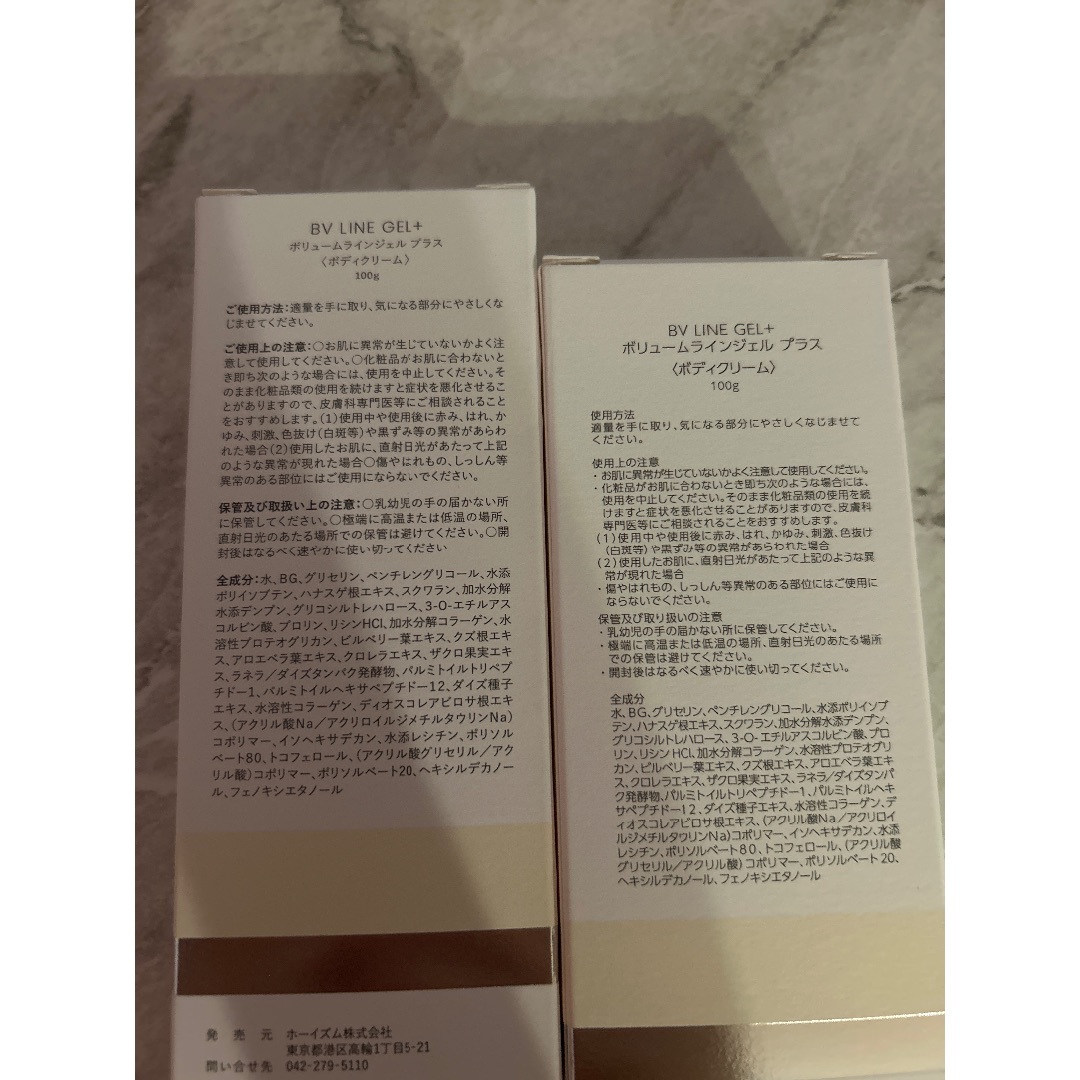 BV LINE GEL+
ボリュームラインジェル プラス
〈ボディクリーム〉
100g
ご使用方法:適量を手に取り、気になる部分にやさしくな
じませてください。
ご使用上の注意:○お肌に異常が生じていないかよく注
意して使用してください。○化粧品がお肌に合わないと
き即ち次のような場合には、使用を中止してください。そ
のまま化粧品類の使用を続けますと症状を悪化させるこ
とがありますので、皮膚科専門医等にご相談されること
をおすすめします。(1)使用中や使用後に赤み、はれ、か
ゆみ、刺激、色抜け(白斑等)や黒ずみ等の異常があらわ
れた場合(2)使用したお肌に、直射日光があたって上記
のような異常が現れた場合○傷やはれもの、しっしん等
異常のある部位にはご使用にならないでください。
保管及び取扱い上の注意:○乳幼児の手の届かない所
に保管してください。○極端に高温または低温の場所、
直射日光のあたる場所での保管は避けてください。○開
封後はなるべく速やかに使い切ってください
全成分:水、BG、グリセリン、ペンチレングリコール、水添
ポリイソブテン、ハナスゲ根エキス、スクワラン、加水分解
水添デンプン、グリコシルトレハロース、3-O-エチルアス
コルビン酸、プロリン、リシンHCl、加水分解コラーゲン、水
溶性プロテオグリカン、ビルベリー葉エキス、クズ根エキ
ス、アロエベラ葉エキス、クロレラエキス、ザクロ果実エキ
ス、ラネラ/ダイズタンパク発酵物、パルミトイルトリペプ
チドー1、パルミトイルヘキサペプチドー12、ダイズ種子
エキス、水溶性コラーゲン、ディオスコレアビロサ根エキ
ス、(アクリル酸Na/アクリロイルジメチルタウリンNa)
コポリマー、イソヘキサデカン、水添レシチン、ポリソル
ベート80、トコフェロール、(アクリル酸グリセリル/アク
リル酸)コポリマー、ポリソルベート20、ヘキシルデカノー
ル、フェノキシエタノール
発売元 ホーイズム株式会社
東京都港区高輪1丁目5-21
問い合せ先 042-279-5110
BV LINE GEL+
ボリュームラインジェル プラス
〈ボディクリーム〉
100g
使用方法
適量を手に取り、気になる部分にやさしくなじませて
ください。
使用上の注意
・お肌に異常が生じていないかよく注意して使用してください。
・化粧品がお肌に合わないとき即ち次のような場合には、
使用を中止してください。そのまま化粧品類の使用を続
けますと症状を悪化させることがありますので、皮膚科
専門医等にご相談されることをおすすめします。
(1)使用中や使用後に赤み、はれ、かゆみ、刺激、色抜け
(白斑等)や黒ずみ等の異常があらわれた場合
(2)使用したお肌に、直射日光があたって上記のような異
常が現れた場合
・傷やはれもの、しっしん等異常のある部位にはご使用に
ならないでください。
保管及び取り扱いの注意
・乳幼児の手の届かない所に保管してください。
・極端に高温または低温の場所、直射日光のあたる場所
での保管は避けてください。
・開封後はなるべく速やかに使い切ってください。
全成分
水、BG、グリセリン、ペンチレングリコール、水添ポリイソブ
テン、ハナスゲ根エキス、スクワラン、加水分解水添デンプン、
グリコシルトレハロース、3-O-エチルアスコルビン酸、プロ
リン、リシンHCl、加水分解コラーゲン、水溶性プロテオグリ
カン、ビルベリー葉エキス、クズ根エキス、アロエベラ葉エキ
ス、クロレラエキス、ザクロ果実エキス、ラネラ/ダイズタンパ
ク発酵物、パルミトイルトリペプチドー1、パルミトイルヘキ
サペプチドー12、ダイズ種子エキス、水溶性コラーゲン、デ
ィオスコレアビロサ根エキス、(アクリル酸Na/アクリロイ
ルジメチルタウリンNa)コポリマー、イソヘキサデカン、水添
レシチン、ポリソルベート80、トコフェロール、(アクリル酸
グリセリル/アクリル酸)コポリマー、ポリソルベート20、
ヘキシルデカノール、フェノキシエタノール